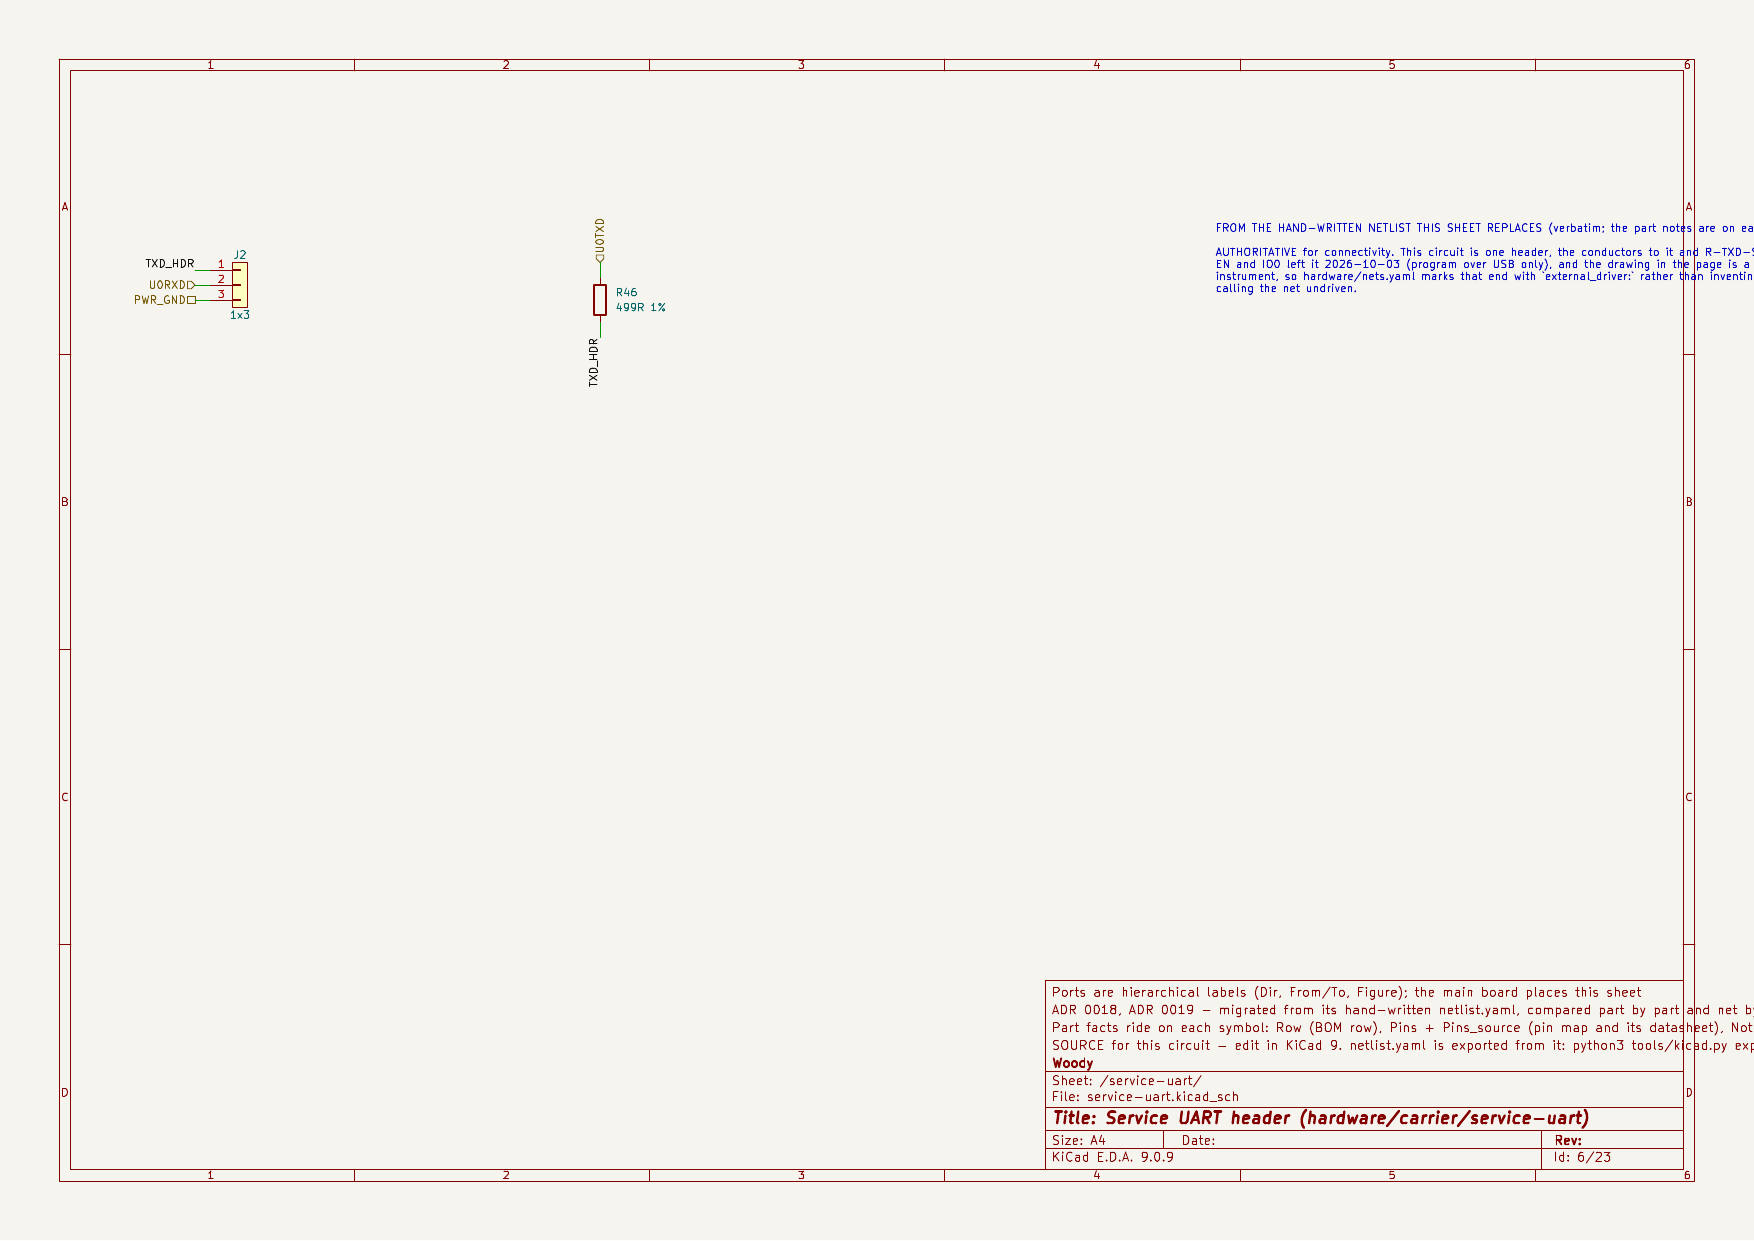 1 2 3 4 5 6
A A
B B
C C
D D
J2
TXD_HDR 1
U0RXD 2
PWR_GND 3
1x3
U0TXD
R46
499R 1%
TXD_HDR
FROM THE HAND-WRITTEN NETLIST THIS SHEET REPLACES (verbatim; the part notes are on
AUTHORITATIVE for connectivity. This circuit is one header, the conductors to it and
EN and IO0 left it 2026-10-03 (program over USB only), and the drawing in the page is a
instrument, so hardware/nets.yaml marks that end with `external_driver:` rather than
calling the net undriven.
Ports are hierarchical labels (Dir, From/To, Figure); the main board places this sheet
ADR 0018, ADR 0019 - migrated from its hand-written netlist.yaml, compared part by part and net
Part facts ride on each symbol: Row (BOM row), Pins + Pins_source (pin map and its datasheet),
SOURCE for this circuit - edit in KiCad 9. netlist.yaml is exported from it: python3 tools/kicad.py
Woody
Sheet: /service-uart/
File: service-uart.kicad_sch
Title: Service UART header (hardware/carrier/service-uart)
Size: A4 Date: Rev:
KiCad E.D.A. 9.0.9 Id: 6/23
1 2 3 4 5 6